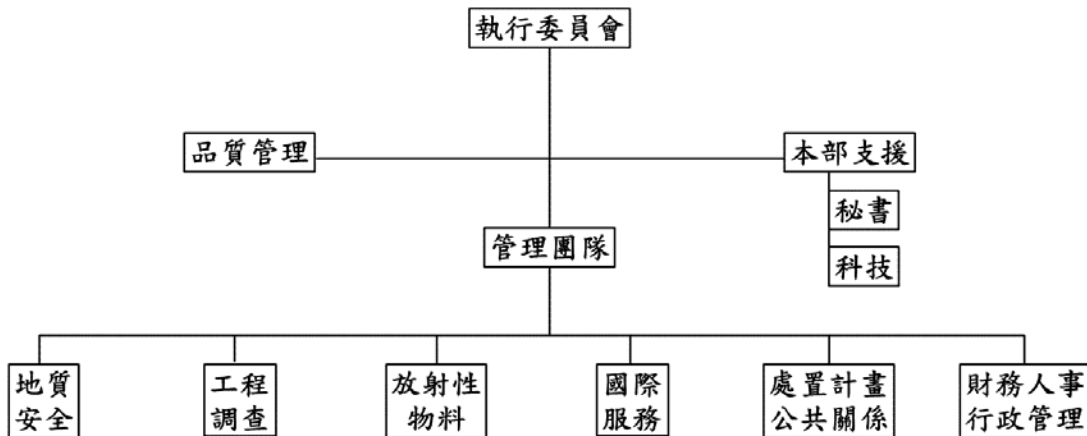 執行委員會
品質管理
本部支援
秘書
管理團隊
科技
地質
安全
工程
調查
放射性
物料
國際
服務
處置計畫
公共關係
財務人事
行政管理